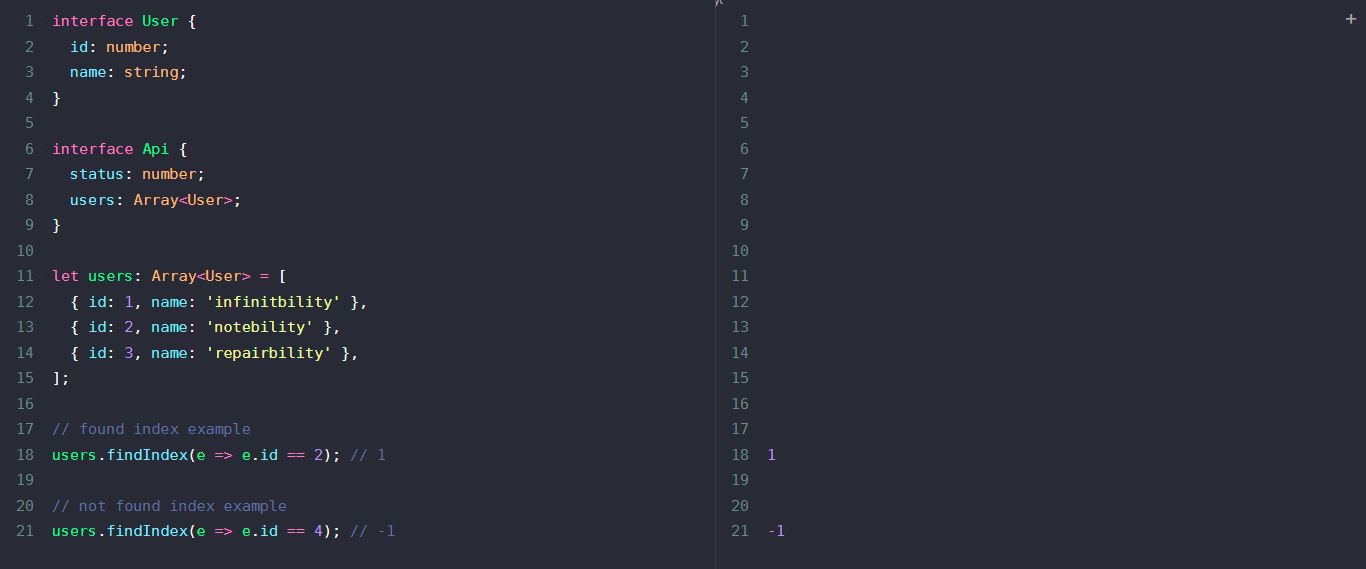 1 interface User {
2   id: number;
3   name: string;
4 }
5
6 interface Api {
7   status: number;
8   users: Array<User>;
9 }
10
11 let users: Array<User> = [
12   { id: 1, name: 'infinitbility' },
13   { id: 2, name: 'notebility' },
14   { id: 3, name: 'repairbility' },
15 ];
16
17 // found index example
18 users.findIndex(e => e.id == 2); // 1
19
20 // not found index example
21 users.findIndex(e => e.id == 4); // -1
+
1
2
3
4
5
6
7
8
9
10
11
12
13
14
15
16
17
18 1
19
20
21 -1